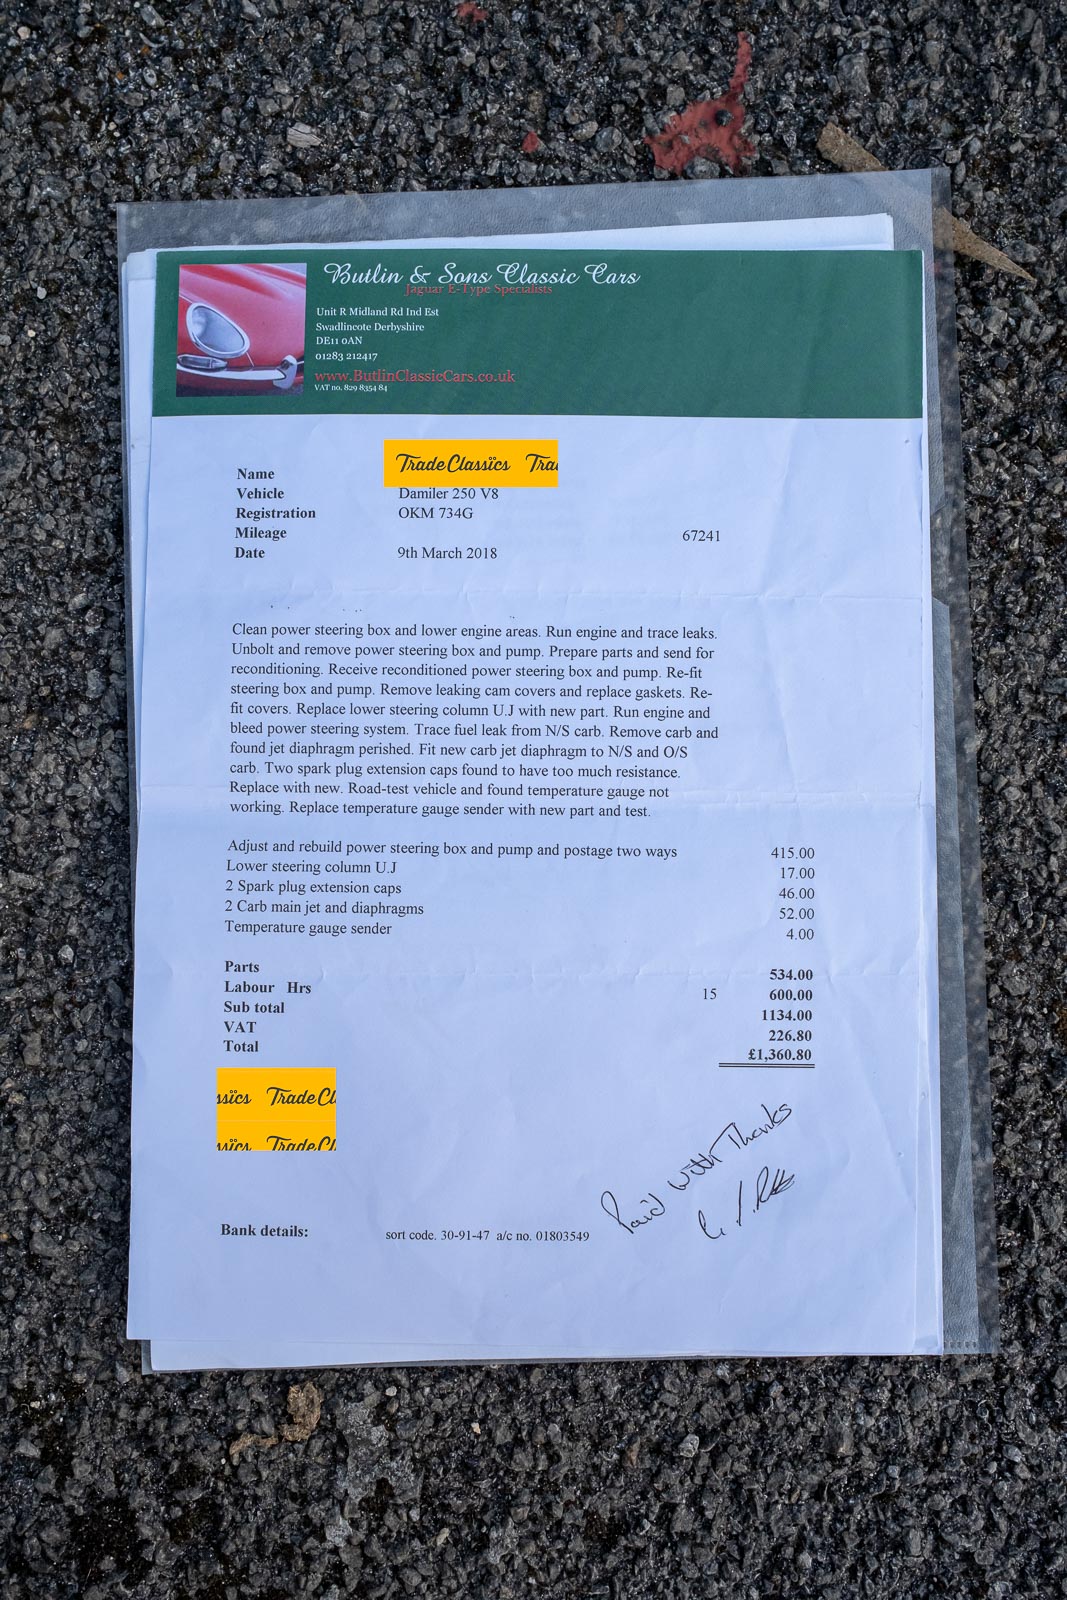 Butlin & Sons Classic Cars
Jaguar E-Type Specialists
Unit R Midland Rd Ind Est
Swadlincote Derbyshire
DE11 0AN
01283 212417
www.ButlinClassicCars.co.uk
VAT no. 829 8354 84
TradeClassics Tra
Name
Vehicle Damiler 250 V8
Registration OKM 734G
Mileage 67241
Date 9th March 2018
Clean power steering box and lower engine areas. Run engine and trace leaks.
Unbolt and remove power steering box and pump. Prepare parts and send for
reconditioning. Receive reconditioned power steering box and pump. Re-fit
steering box and pump. Remove leaking cam covers and replace gaskets. Re-
fit covers. Replace lower steering column U.J with new part. Run engine and
bleed power steering system. Trace fuel leak from N/S carb. Remove carb and
found jet diaphragm perished. Fit new carb jet diaphragm to N/S and O/S
carb. Two spark plug extension caps found to have too much resistance.
Replace with new. Road-test vehicle and found temperature gauge not
working. Replace temperature gauge sender with new part and test.
Adjust and rebuild power steering box and pump and postage two ways 415.00
Lower steering column U.J 17.00
2 Spark plug extension caps 46.00
2 Carb main jet and diaphragms 52.00
Temperature gauge sender 4.00
Parts 534.00
Labour Hrs 15 600.00
Sub total 1134.00
VAT 226.80
Total £1,360.80
ssics TradeCl
ssics TradeCl
Paid With Thanks
Bank details: sort code. 30-91-47 a/c no. 01803549